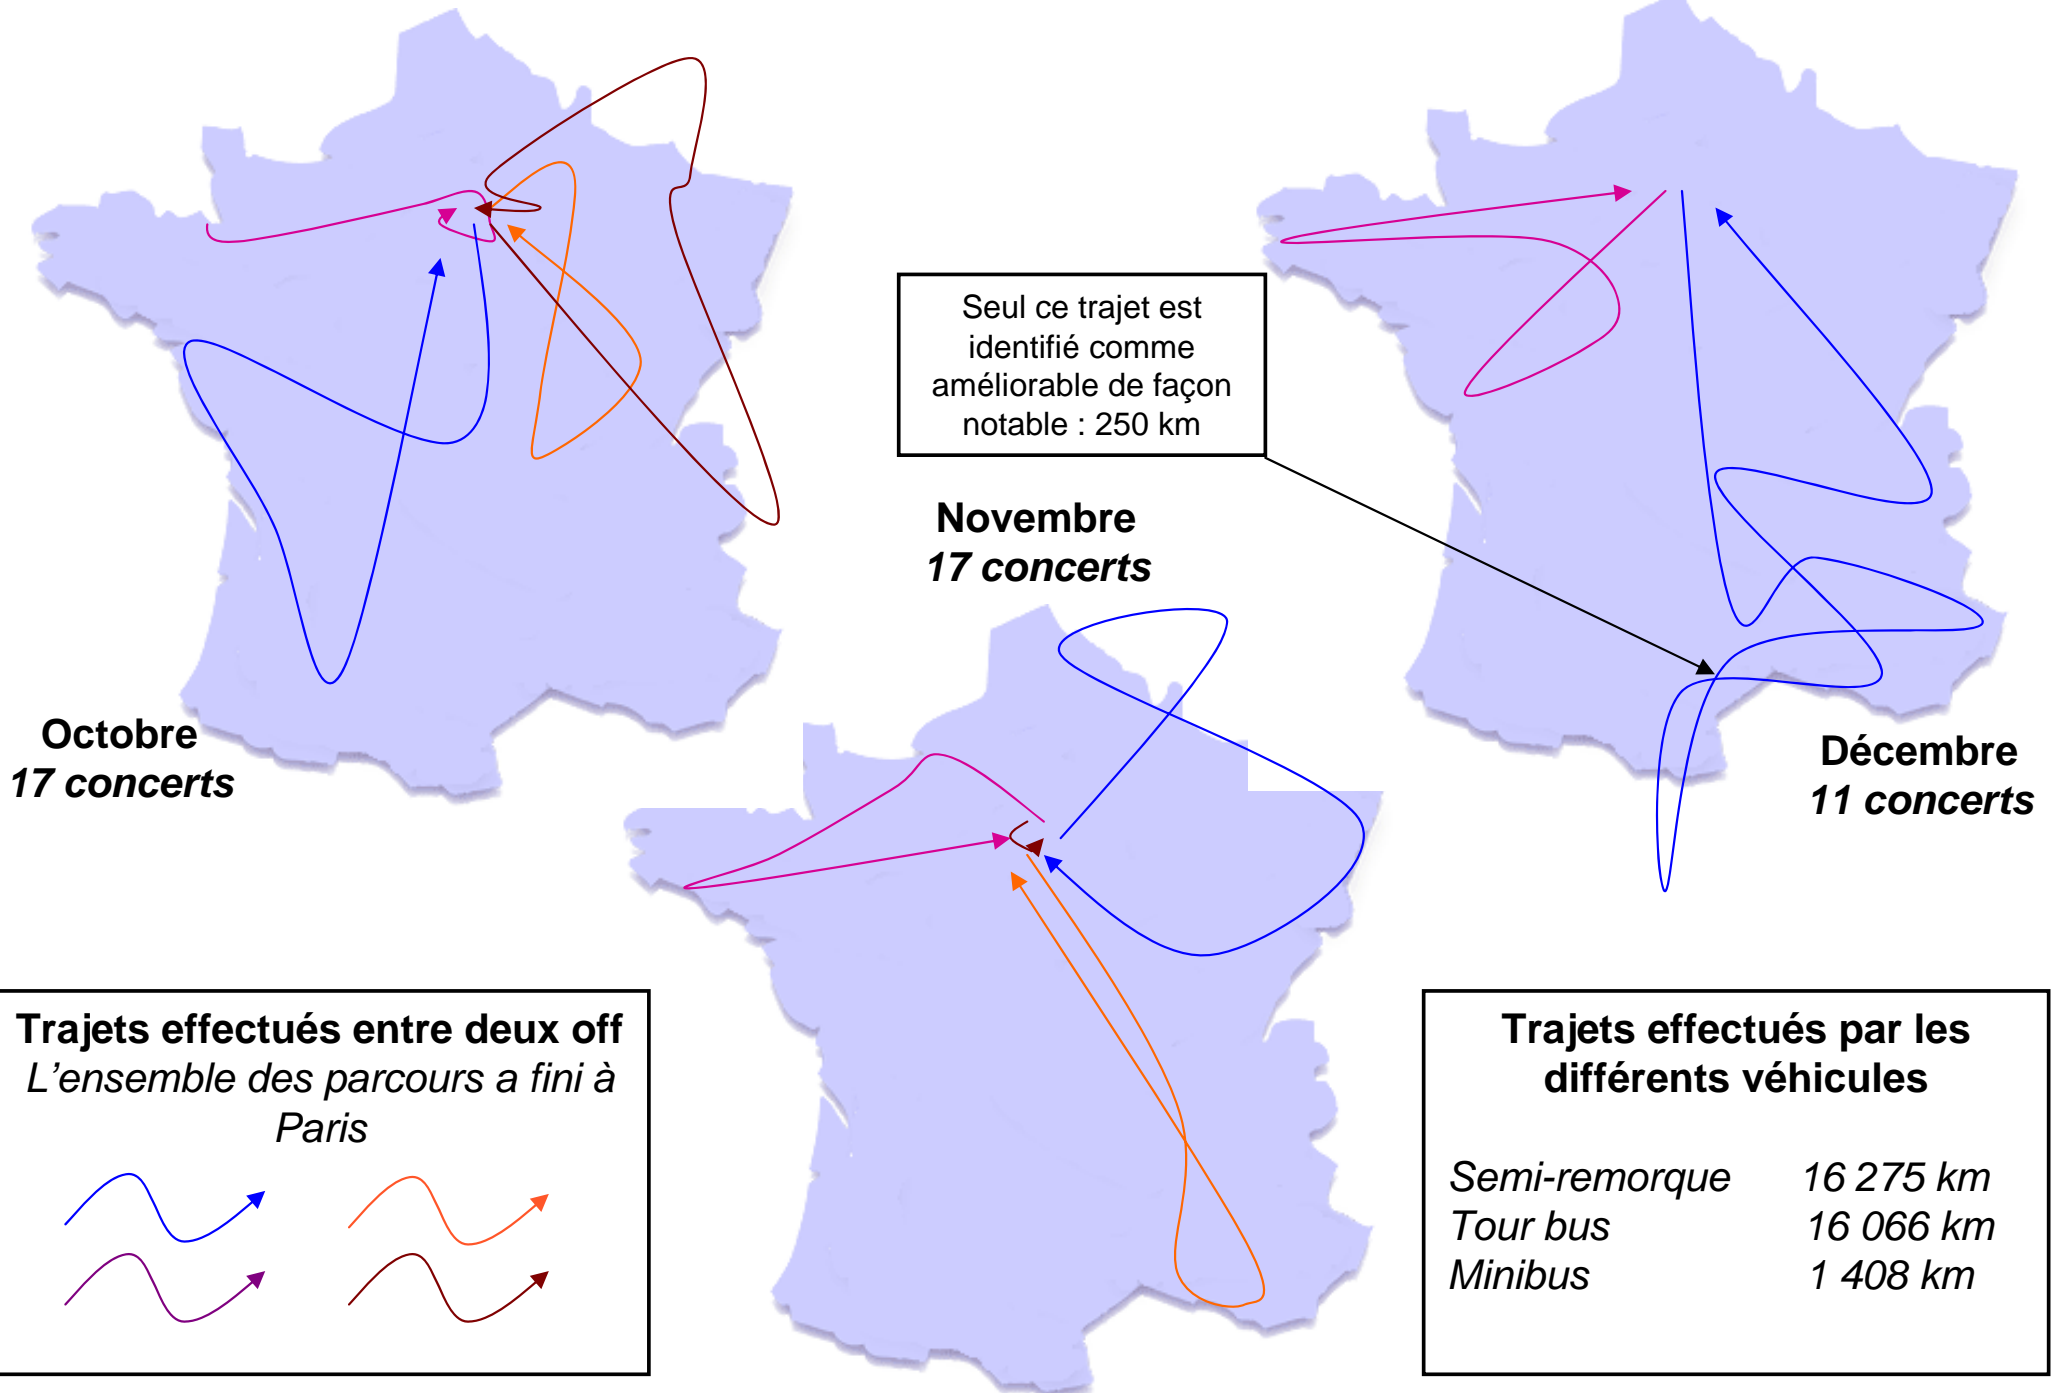 Seul ce trajet est
identifié comme
améliorable de façon
notable : 250 km
Novembre
17 concerts
Octobre
17 concerts
Décembre
11 concerts
Trajets effectués entre deux off
L’ensemble des parcours a fini à
Paris
Trajets effectués par les
différents véhicules
Semi-remorque 16 275 km
Tour bus 16 066 km
Minibus 1 408 km